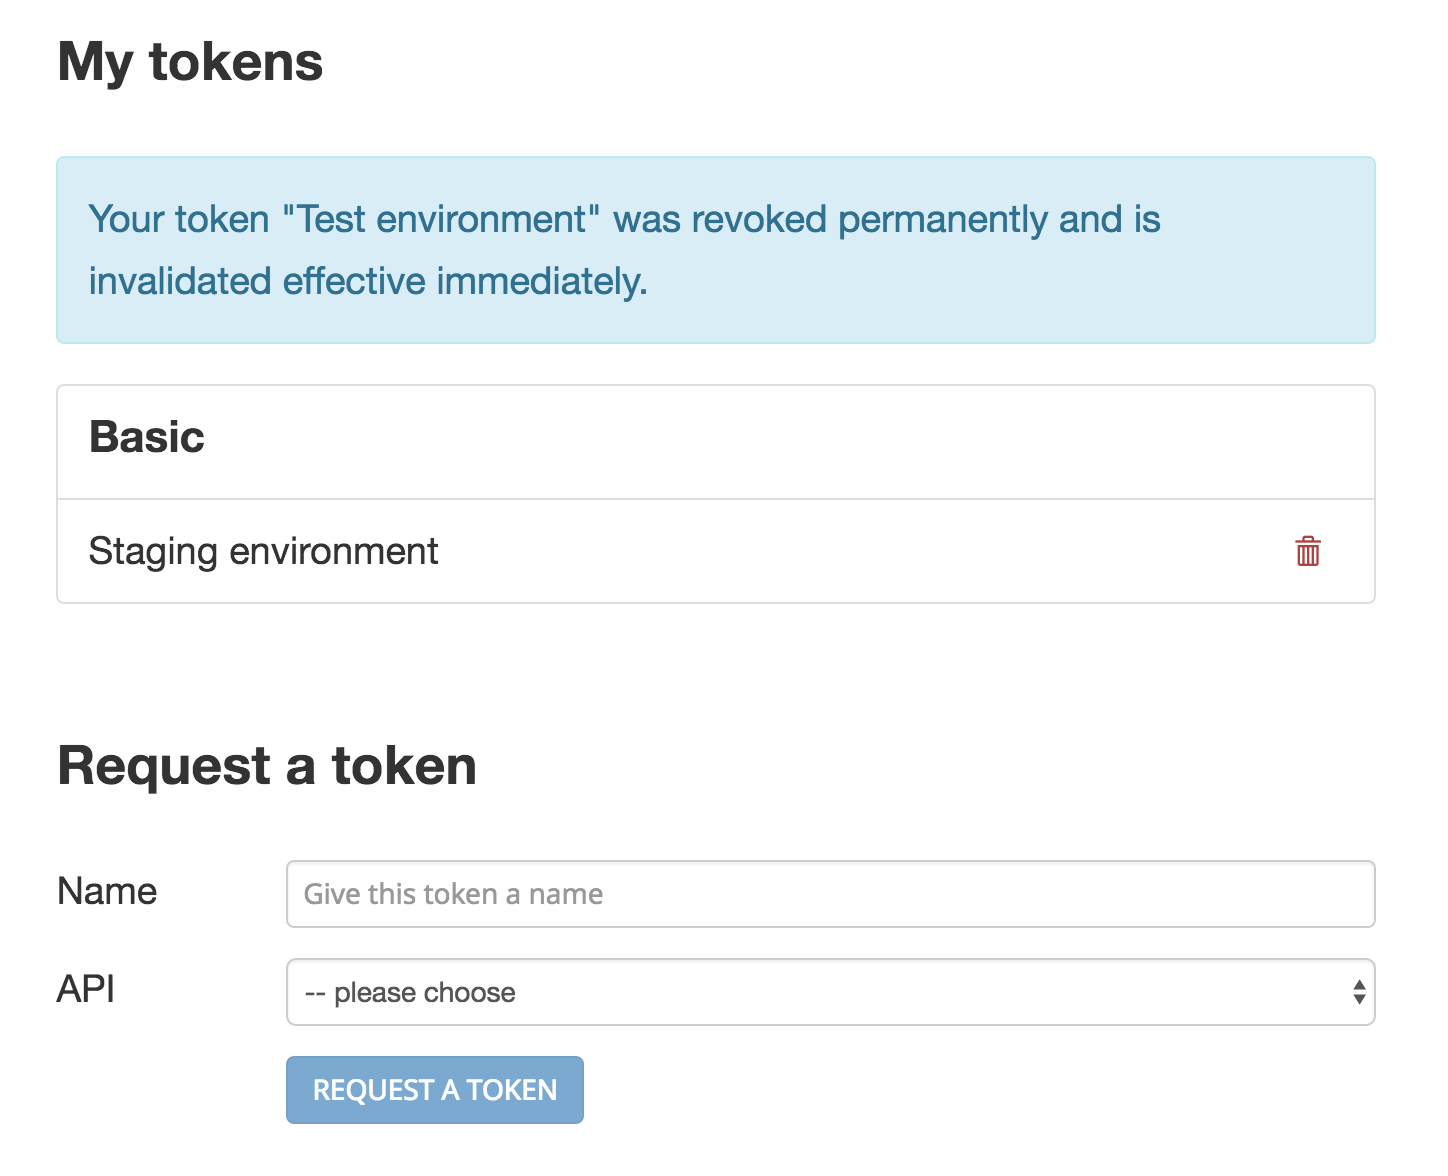 My tokens
Your token "Test environment" was revoked permanently and is
invalidated effective immediately.
Basic
Staging environment
Request a token
Name
Give this token a name
API
-- please choose
REQUEST A TOKEN